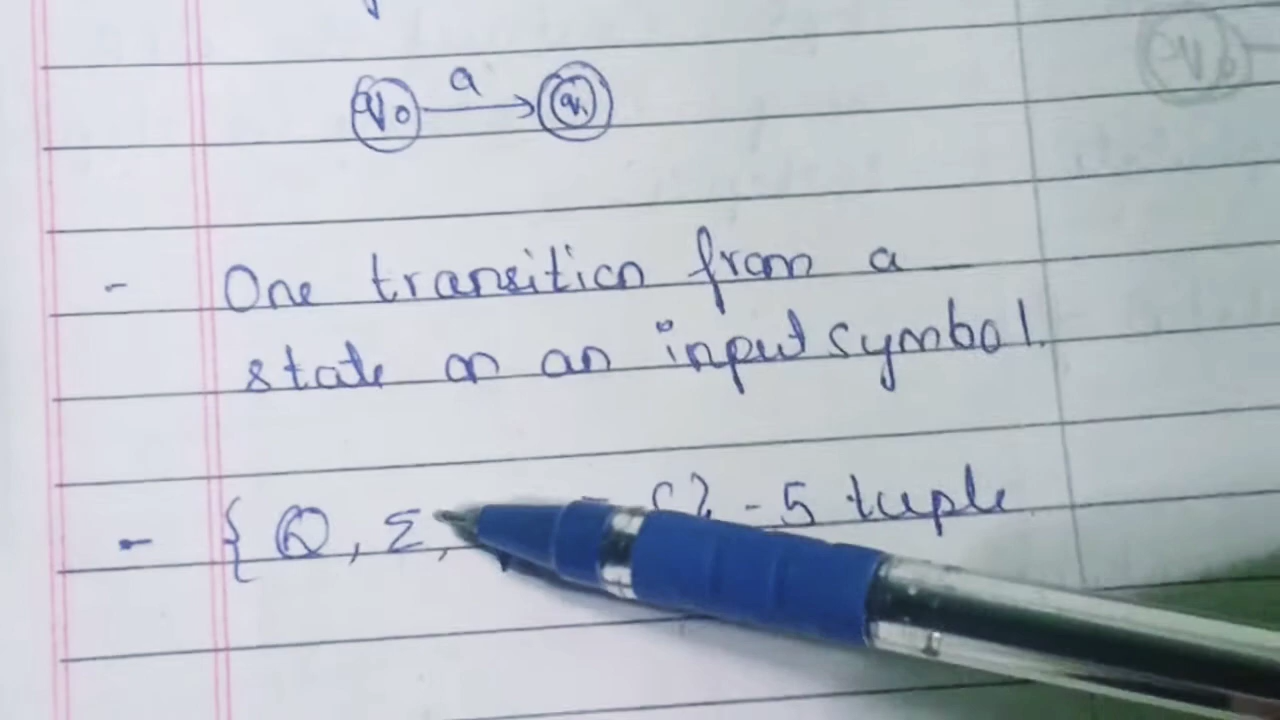 a
q0 q1
- One transition from a
state on an input symbol.
- { Q, Σ, - 5 tuple